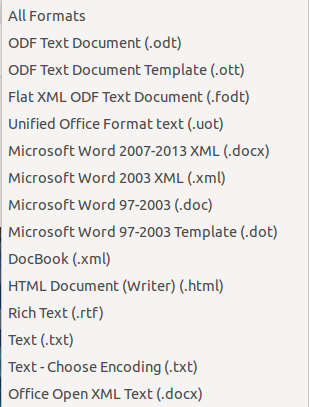 All Formats
ODF Text Document (.odt)
ODF Text Document Template (.ott)
Flat XML ODF Text Document (.fodt)
Unified Office Format text (.uot)
Microsoft Word 2007-2013 XML (.docx)
Microsoft Word 2003 XML (.xml)
Microsoft Word 97-2003 (.doc)
Microsoft Word 97-2003 Template (.dot)
DocBook (.xml)
HTML Document (Writer) (.html)
Rich Text (.rtf)
Text (.txt)
Text - Choose Encoding (.txt)
Office Open XML Text (.docx)